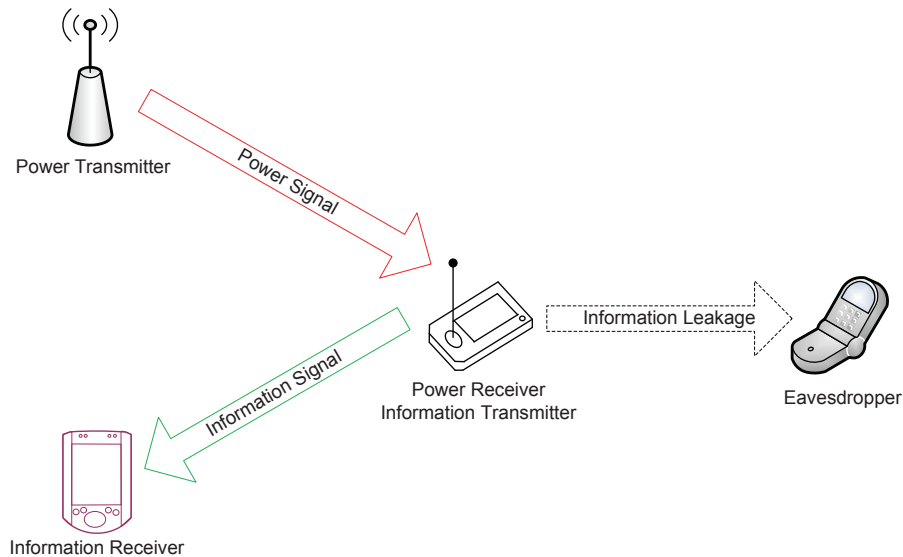 Power Transmitter
Power Signal
Information Leakage
Information Signal
Power Receiver
Information Transmitter
Eavesdropper
Information Receiver